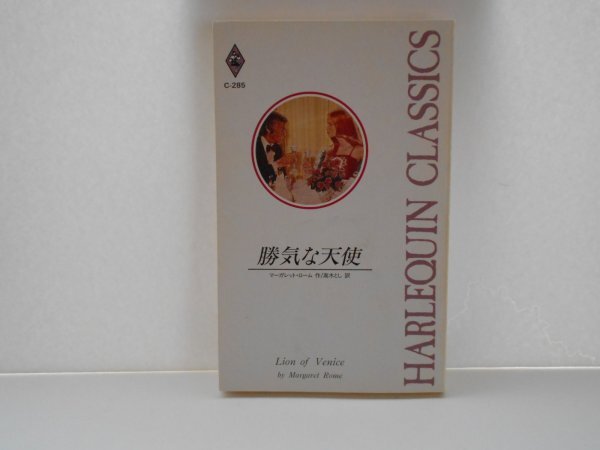 C-285
HARLEQUIN CLASSICS
勝気な天使
マーガレット・ローム 作/高木とし 訳
Lion of Venice
by Margaret Rome